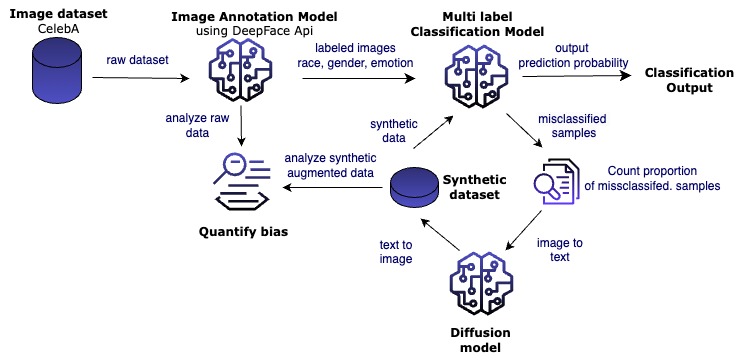 Image dataset
CelebA
raw dataset
Image Annotation Model
using DeepFace Api
labeled images
race, gender, emotion
Multi label
Classification Model
output
prediction probability
Classification
Output
analyze raw
data
synthetic
data
misclassified
samples
analyze synthetic
augmented data
Quantify bias
Synthetic
dataset
Count proportion
of missclassifed. samples
text to
image
image to
text
Diffusion
model